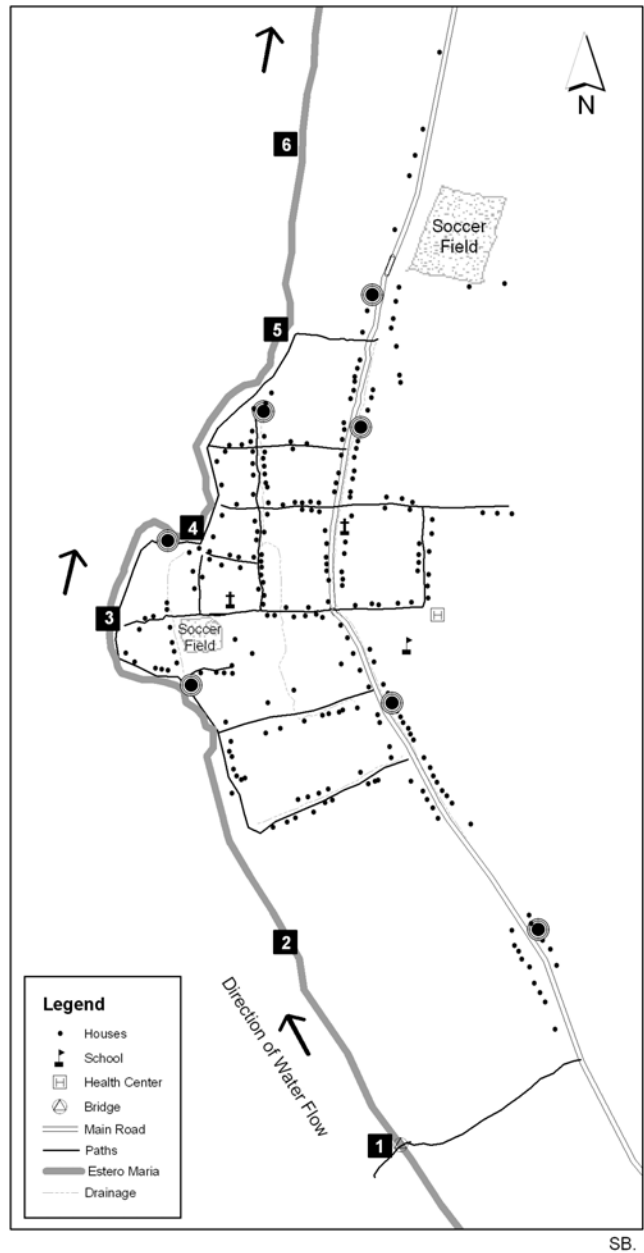 N
6
Soccer
Field
5
4
3
Soccer
Field
H
2
Direction of Water Flow
1
Legend
Houses
School
H Health Center
Bridge
Main Road
Paths
Estero Maria
Drainage
SB.